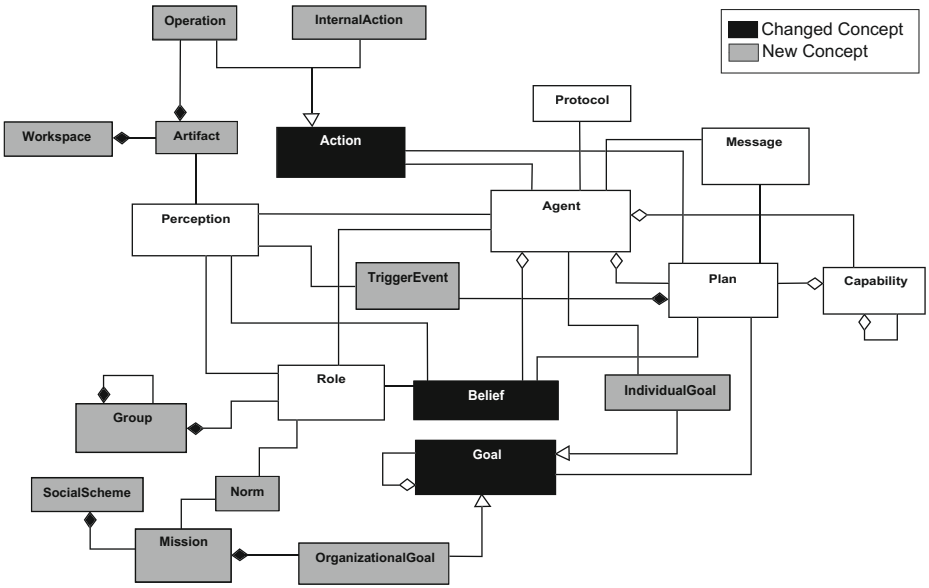 Operation
InternalAction
Changed Concept
New Concept
Protocol
Workspace
Artifact
Action
Message
Perception
Agent
TriggerEvent
Plan
Capability
Role
Belief
IndividualGoal
Group
Goal
SocialScheme
Norm
Mission
OrganizationalGoal